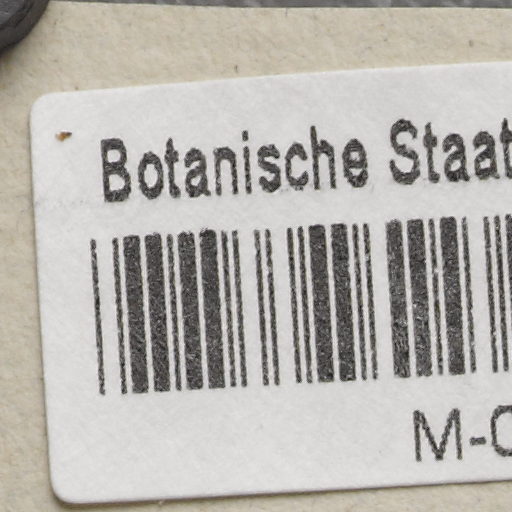 Botanische Staat
M-